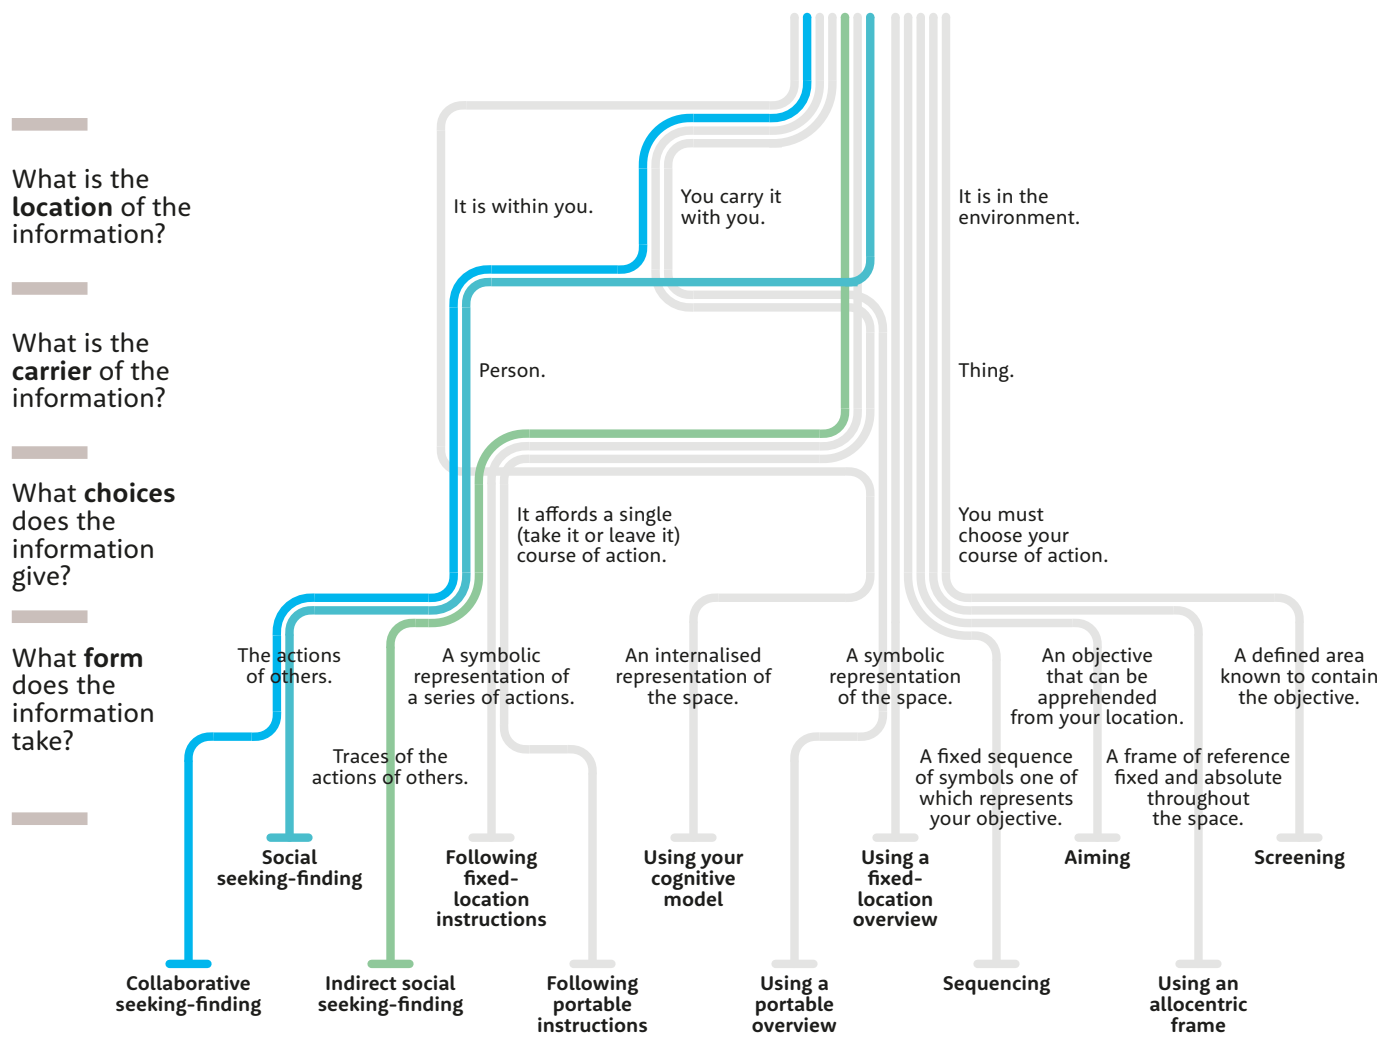 What is the
location of the
information?
It is within you.
You carry it
with you.
It is in the
environment.
What is the
carrier of the
information?
Person.
Thing.
What choices
does the
information
give?
It affords a single
(take it or leave it)
course of action.
You must
choose your
course of action.
What form
does the
information
take?
The actions
of others.
A symbolic
representation of
a series of actions.
An internalised
representation of
the space.
A symbolic
representation
of the space.
An objective
that can be
apprehended
from your location.
A defined area
known to contain
the objective.
Traces of the
actions of others.
A fixed sequence
of symbols one of
which represents
your objective.
A frame of reference
fixed and absolute
throughout
the space.
Social
seeking-finding
Following
fixed-
location
instructions
Using your
cognitive
model
Using a
fixed-
location
overview
Aiming
Screening
Collaborative
seeking-finding
Indirect social
seeking-finding
Following
portable
instructions
Using a
portable
overview
Sequencing
Using an
allocentric
frame